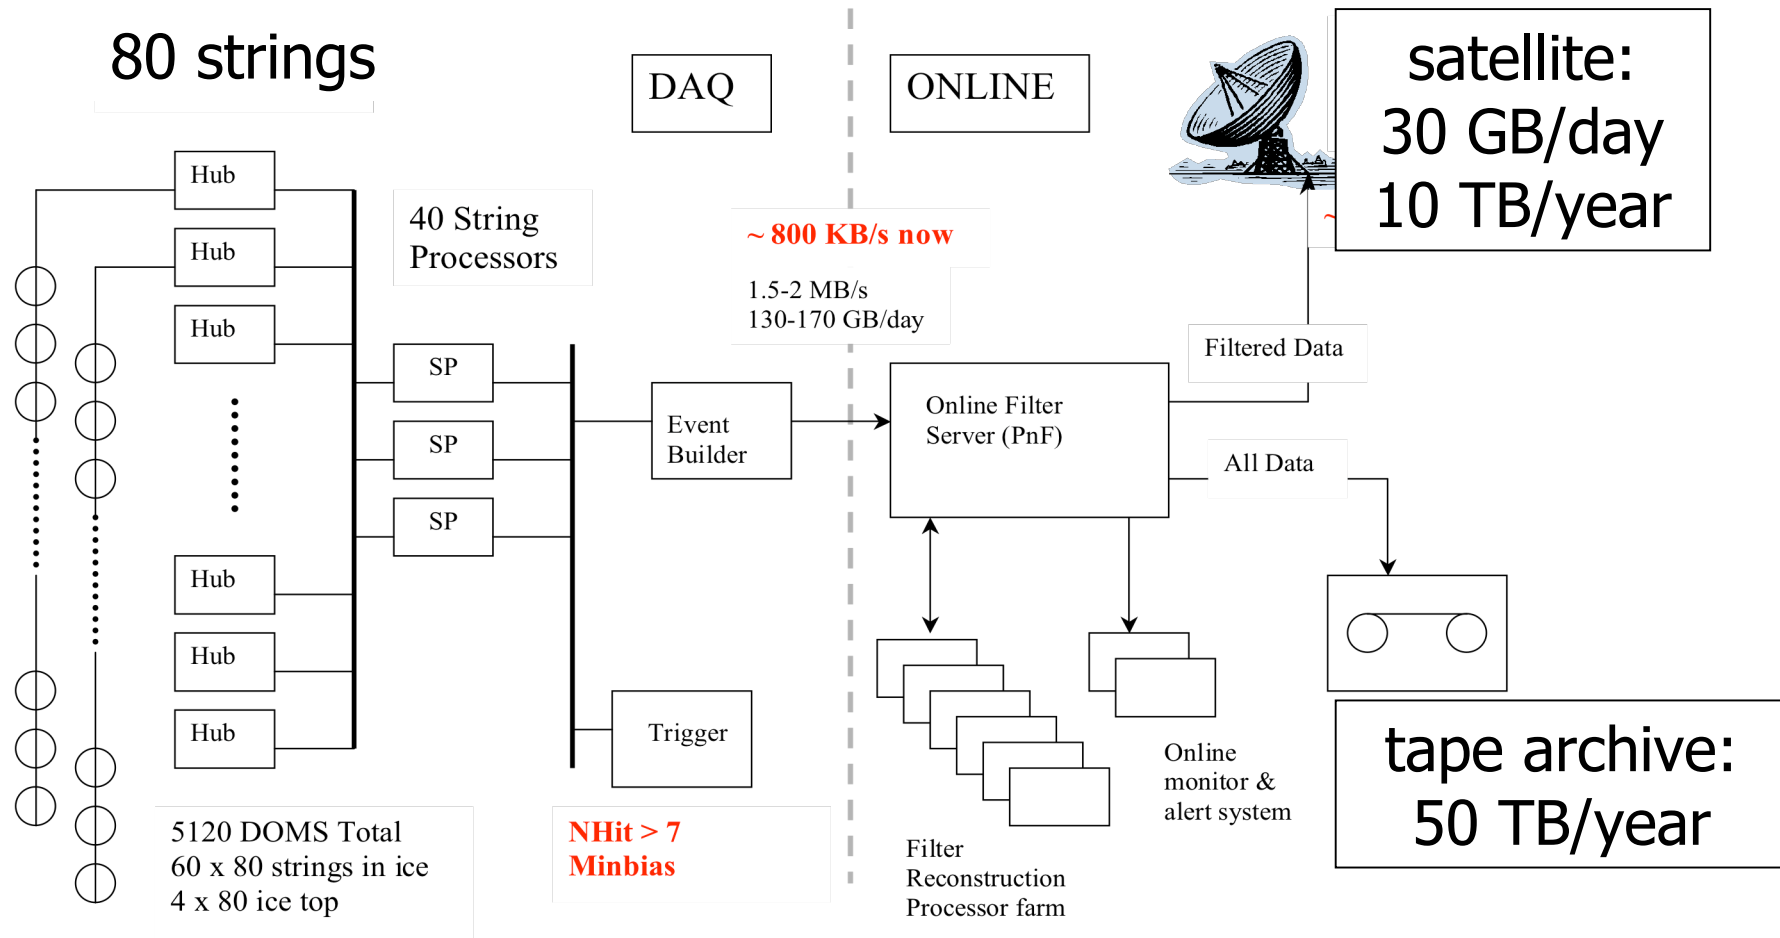 80 strings
DAQ
ONLINE
satellite:
30 GB/day
10 TB/year
Hub
Hub
Hub
40 String
Processors
~ 800 KB/s now
1.5-2 MB/s
130-170 GB/day
~
Filtered Data
SP
SP
SP
Event
Builder
Online Filter
Server (PnF)
All Data
Hub
Hub
Hub
Trigger
5120 DOMS Total
60 x 80 strings in ice
4 x 80 ice top
NHit > 7
Minbias
Filter
Reconstruction
Processor farm
Online
monitor &
alert system
tape archive:
50 TB/year